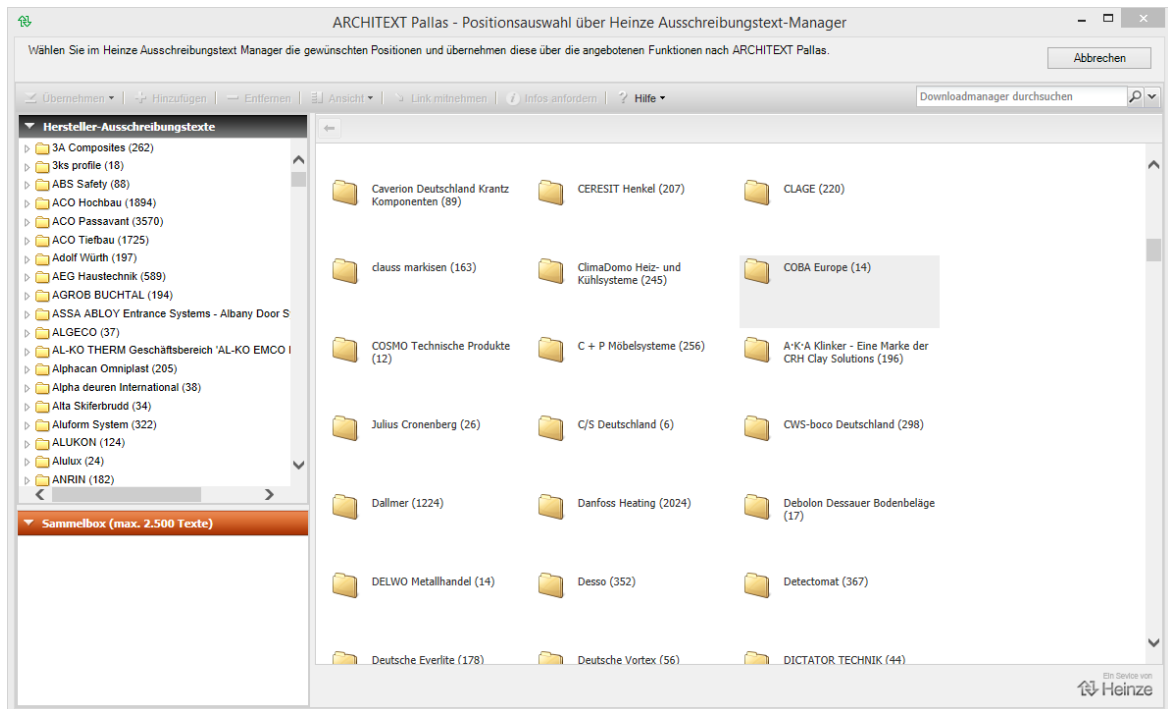 ARCHITEXT Pallas - Positionsauswahl über Heinze Ausschreibungstext-Manager
Wählen Sie im Heinze Ausschreibungstext Manager die gewünschten Positionen und übernehmen diese über die angebotenen Funktionen nach ARCHITEXT Pallas.
Abbrechen
Übernehmen
Hinzufügen
Entfernen
Ansicht
Link mitnehmen
Infos anfordern
Hilfe
Downloadmanager durchsuchen
Hersteller-Ausschreibungstexte
3A Composites (262)
3ks profile (18)
ABS Safety (88)
ACO Hochbau (1894)
ACO Passavant (3570)
ACO Tiefbau (1725)
Adolf Würth (197)
AEG Haustechnik (589)
AGROB BUCHTAL (194)
ASSA ABLOY Entrance Systems - Albany Door S
ALGECO (37)
AL-KO THERM Geschäftsbereich 'AL-KO EMCO
Alphacan Omniplast (205)
Alpha deuren International (38)
Alta Skiferbrudd (34)
Aluform System (322)
ALUKON (124)
Alulux (24)
ANRIN (182)
Sammelbox (max. 2.500 Texte)
Caverion Deutschland Krantz
Komponenten (89)
CERESIT Henkel (207)
CLAGE (220)
clauss markisen (163)
ClimaDomo Heiz- und
Kühlsysteme (245)
COBA Europe (14)
COSMO Technische Produkte
(12)
C + P Möbelsysteme (256)
A·K·A Klinker - Eine Marke der
CRH Clay Solutions (196)
Julius Cronenberg (26)
C/S Deutschland (6)
CWS-boco Deutschland (298)
Dallmer (1224)
Danfoss Heating (2024)
Debolon Dessauer Bodenbeläge
(17)
DELWO Metallhandel (14)
Desso (352)
Detectomat (367)
Deutsche Everlite (178)
Deutsche Vortex (56)
DICTATOR TECHNIK (44)
Ein Service von
Heinze